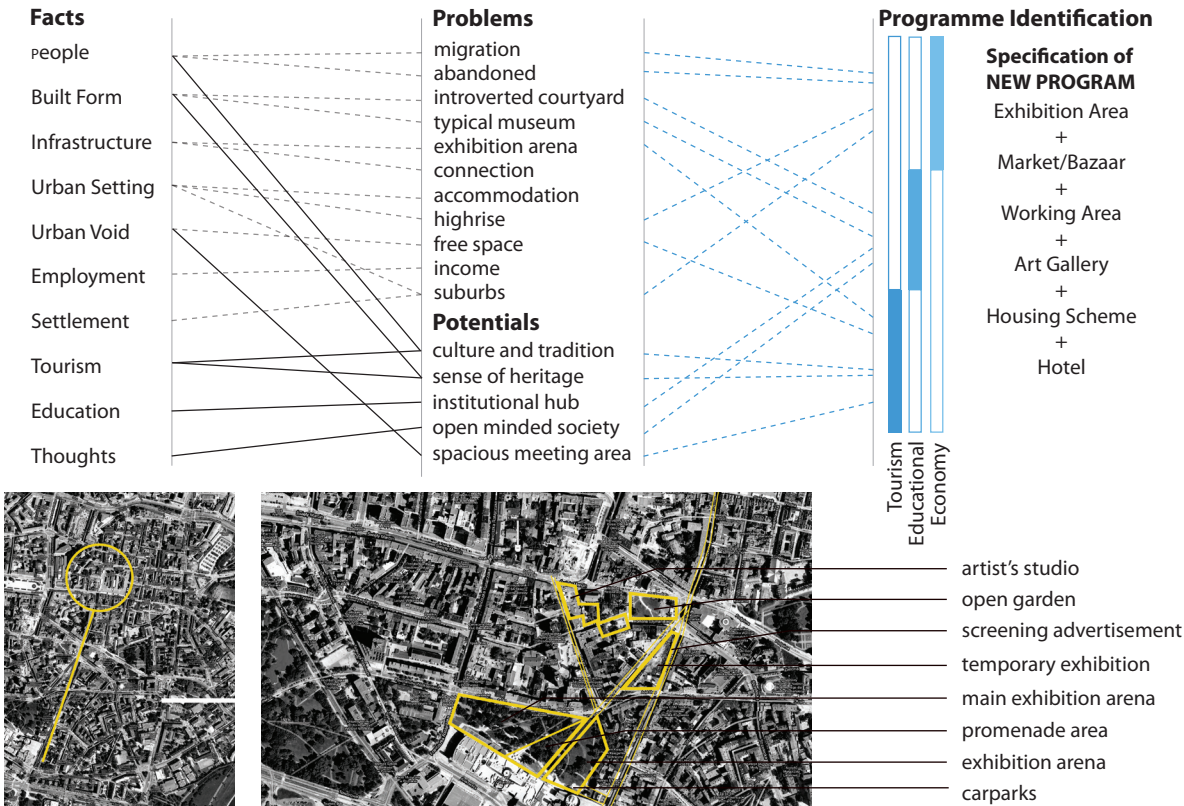 Facts
People
Built Form
Infrastructure
Urban Setting
Urban Void
Employment
Settlement
Tourism
Education
Thoughts
Problems
migration
abandoned
introverted courtyard
typical museum
exhibition arena
connection
accommodation
highrise
free space
income
suburbs
Potentials
culture and tradition
sense of heritage
institutional hub
open minded society
spacious meeting area
Programme Identification
Specification of
NEW PROGRAM
Exhibition Area
+
Market/Bazaar
+
Working Area
+
Art Gallery
+
Housing Scheme
+
Hotel
Tourism
Educational
Economy
artist's studio
open garden
screening advertisement
temporary exhibition
main exhibition arena
promenade area
exhibition arena
carparks